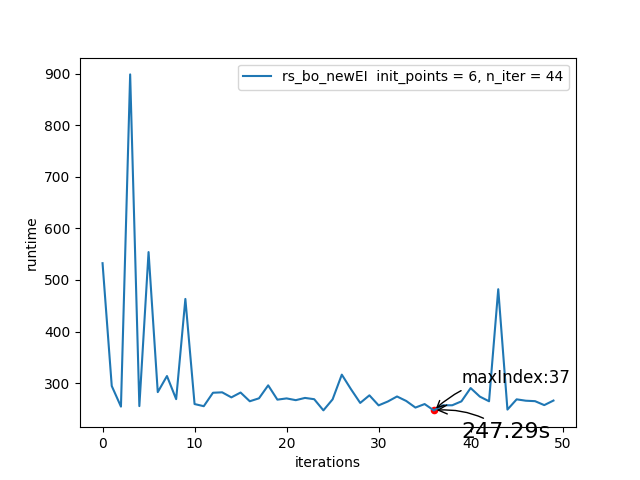 rs_bo_newEI  init_points = 6, n_iter = 44
900
800
700
600
500
400
300
runtime
maxIndex:37
247.29s
0 10 20 30 40 50
iterations